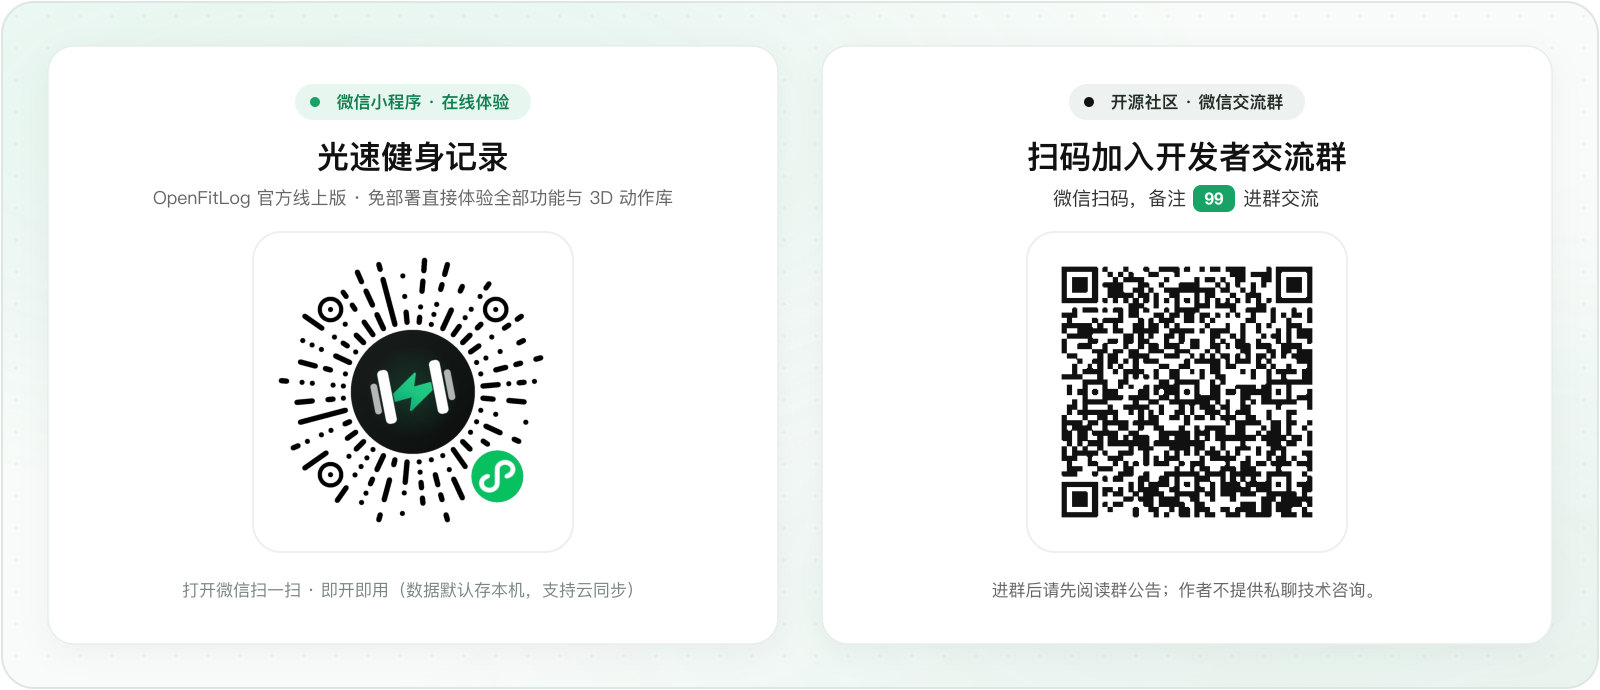 微信小程序 · 在线体验
光速健身记录
OpenFitLog 官方线上版 · 免部署直接体验全部功能与 3D 动作库
打开微信扫一扫 · 即开即用（数据默认存本机，支持云同步）
开源社区 · 微信交流群
扫码加入开发者交流群
微信扫码，备注 99 进群交流
进群后请先阅读群公告；作者不提供私聊技术咨询。